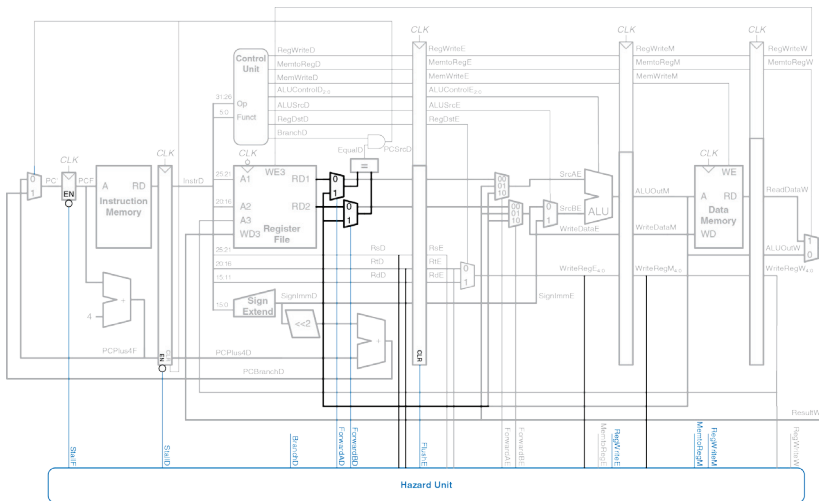 CLK
CLK
CLK
RegWriteD
RegWriteE
RegWriteM
RegWriteW
Control
Unit
MemtoRegD
MemtoRegE
MemtoRegM
MemtoRegW
MemWriteD
MemWriteE
MemWriteM
ALUControlD2:0
ALUControlE2:0
31:26
Op
ALUSrcD
ALUSrcE
5:0
Funct
RegDstD
RegDstE
BranchD
EqualD
PCSrcD
CLK
CLK
CLK
CLK
=
WE3
WE
0
1
PC
EN
PCF
A
RD
Instruction
Memory
InstrD
25:21
A1
RD1
0
1
00
01
10
SrcAE
ALU
ALUOutM
A
RD
Data
Memory
WD
ReadDataW
20:16
A2
RD2
0
1
00
01
10
0
1
SrcBE
A3
WD3
Register
File
WriteDataE
WriteDataM
1
0
25:21
RsD
RsE
ALUOutW
20:16
RtD
RtE
15:11
RdD
RdE
0
1
WriteRegE4:0
WriteRegM4:0
WriteRegW4:0
15:0
Sign
Extend
SignImmD
SignImmE
+
4
<<2
+
PCPlus4F
EN
CLR
PCPlus4D
CLR
PCBranchD
ResultW
StallF
StallD
BranchD
ForwardAD
ForwardBD
FlushE
ForwardAE
ForwardBE
MemtoRegE
RegWriteE
MemtoRegM
RegWriteM
RegWriteW
Hazard Unit